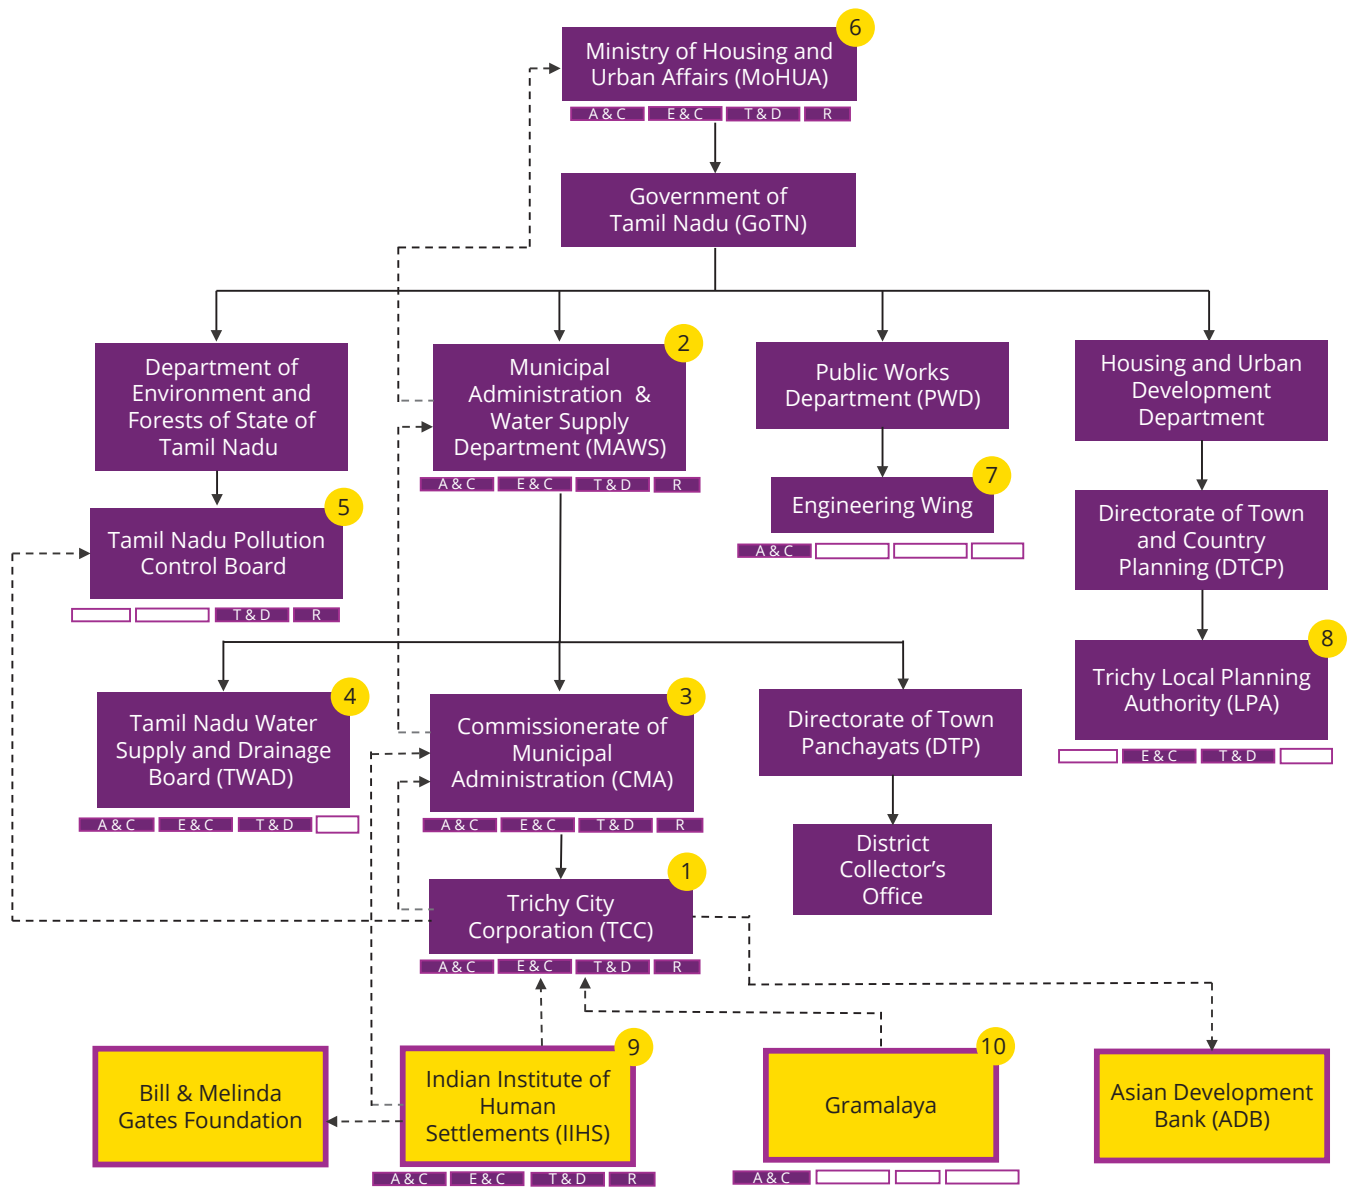 6
Ministry of Housing and
Urban Affairs (MoHUA)
A & C E & C T & D R
Government of
Tamil Nadu (GoTN)
Department of
Environment and
Forests of State of
Tamil Nadu
2
Municipal
Administration &
Water Supply
Department (MAWS)
A & C E & C T & D R
Public Works
Department (PWD)
Housing and Urban
Development
Department
5
Tamil Nadu Pollution
Control Board
T & D R
7
Engineering Wing
A & C
Directorate of Town
and Country
Planning (DTCP)
8
Trichy Local Planning
Authority (LPA)
E & C T & D
4
Tamil Nadu Water
Supply and Drainage
Board (TWAD)
A & C E & C T & D
3
Commissionerate of
Municipal
Administration (CMA)
A & C E & C T & D R
Directorate of Town
Panchayats (DTP)
District
Collector’s
Office
1
Trichy City
Corporation (TCC)
A & C E & C T & D R
Bill & Melinda
Gates Foundation
9
Indian Institute of
Human
Settlements (IIHS)
A & C E & C T & D R
10
Gramalaya
A & C
Asian Development
Bank (ADB)